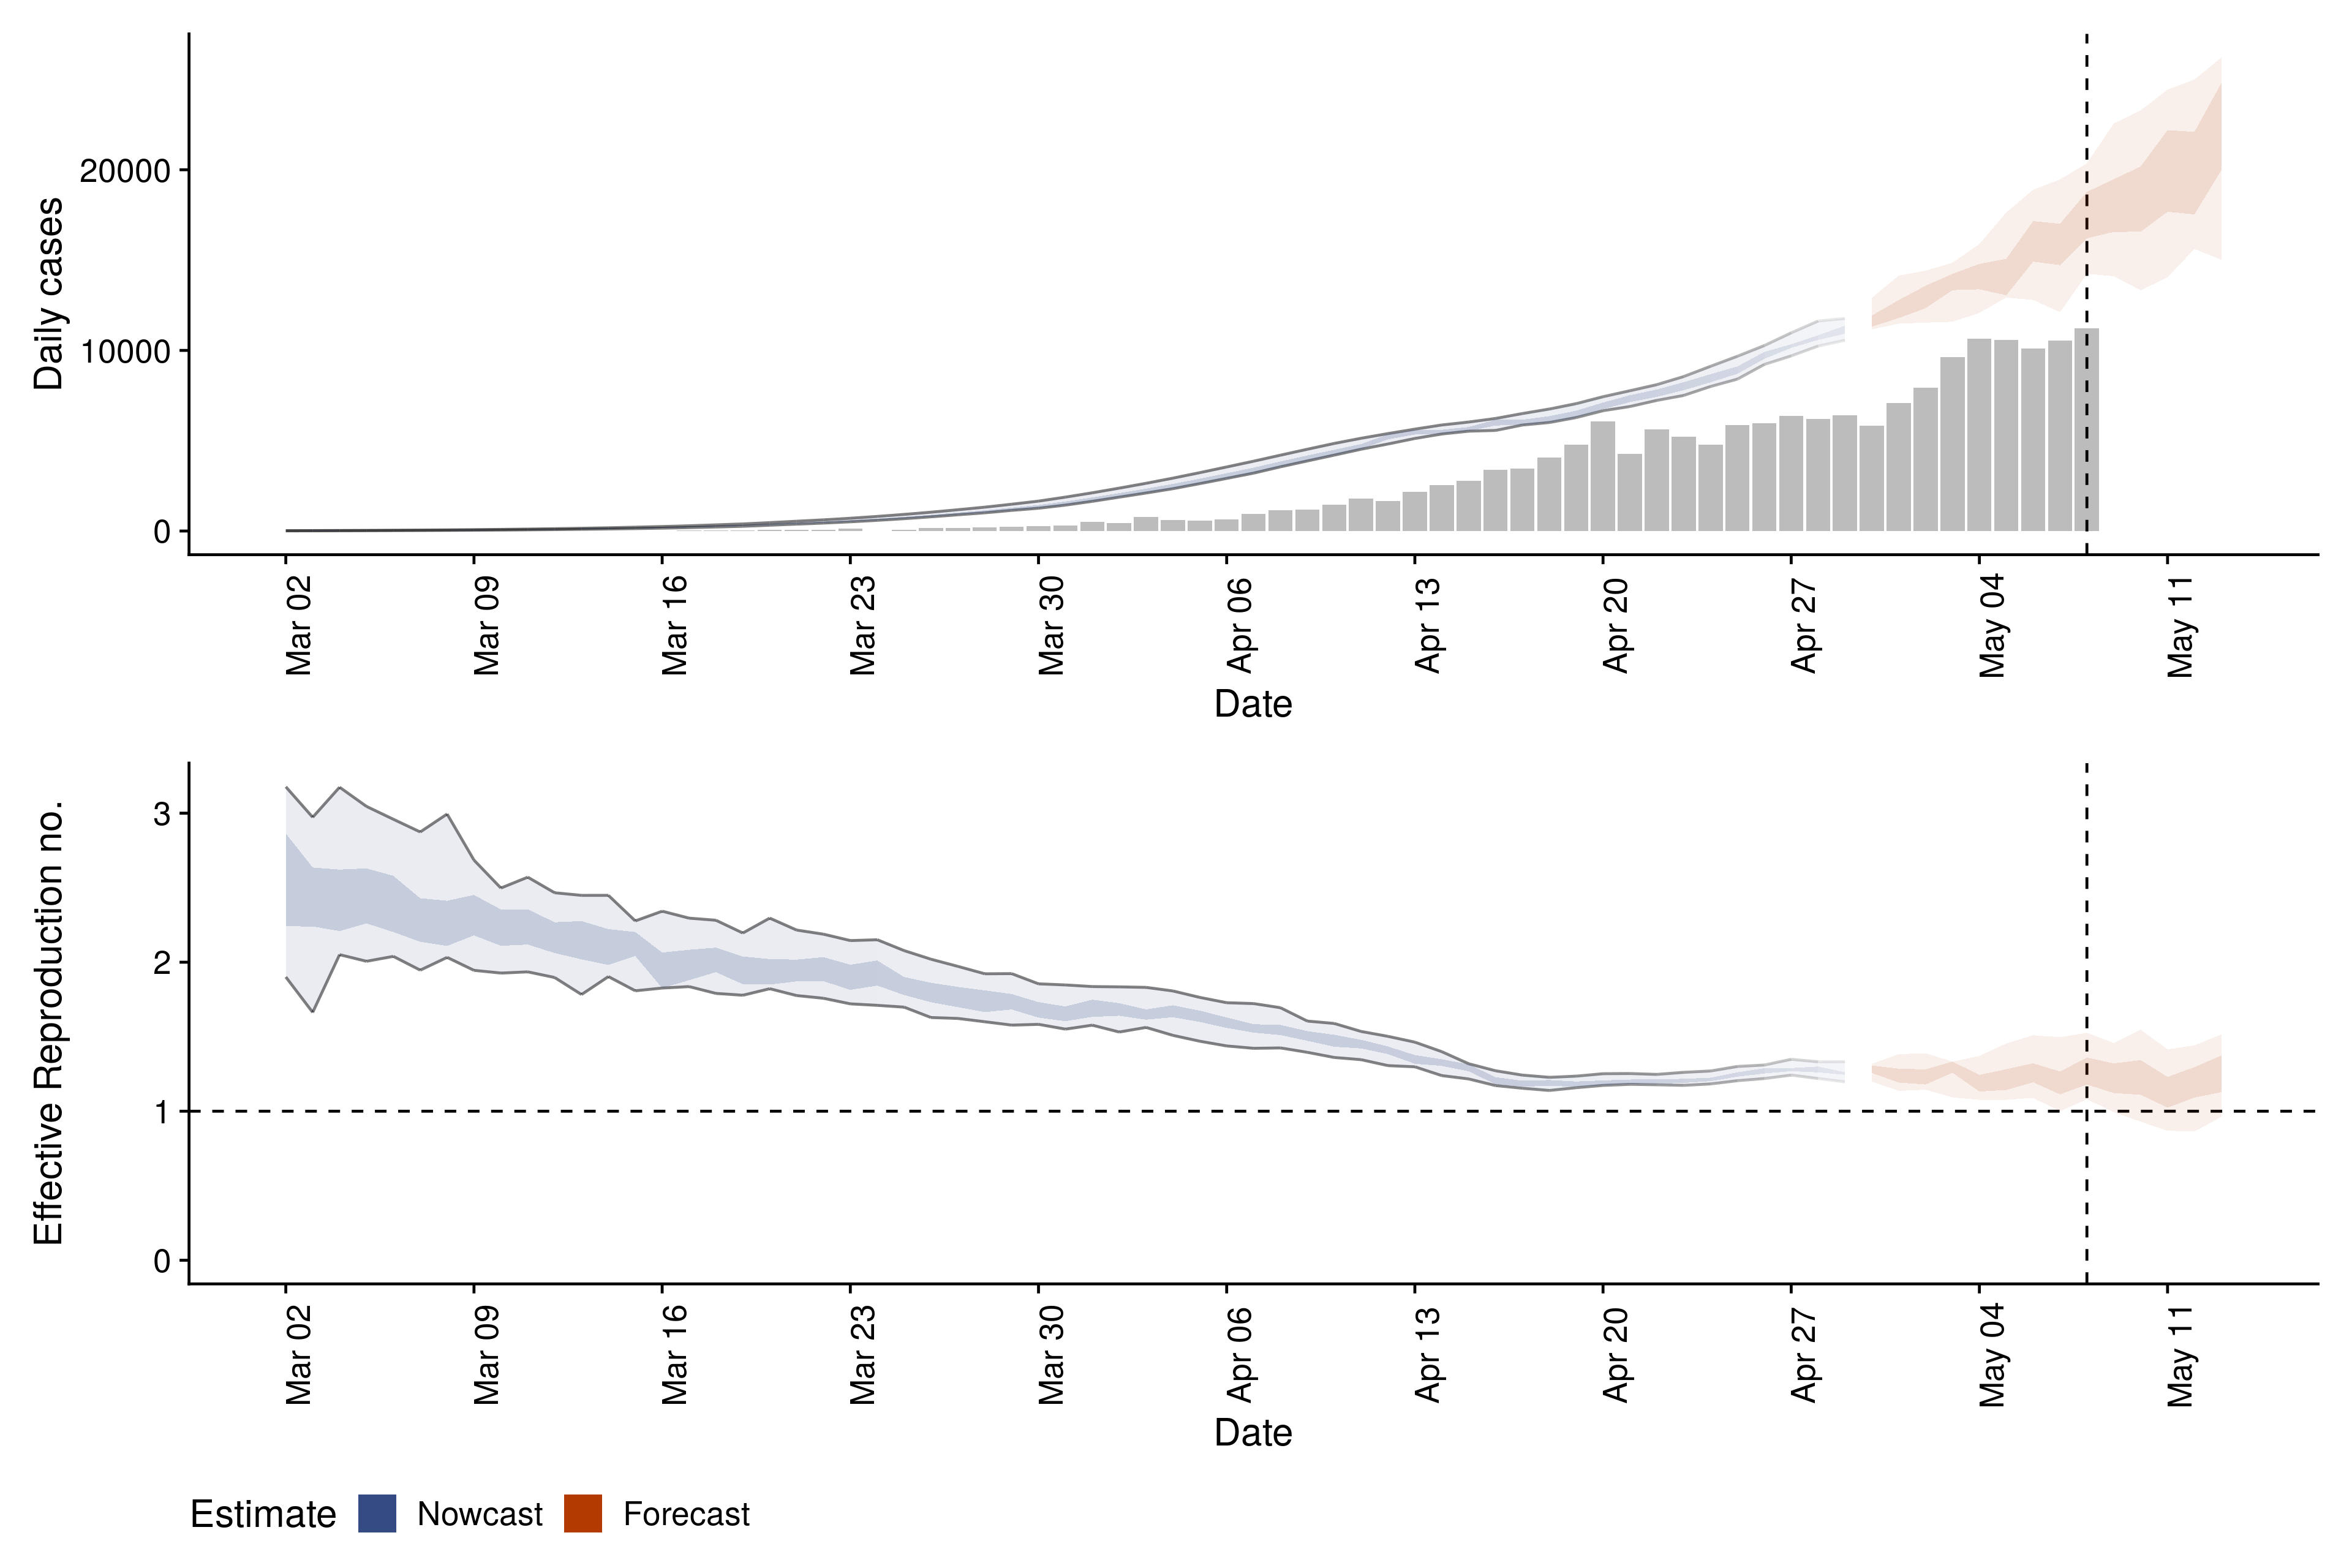 Daily cases
20000
10000
0
Mar 02
Mar 09
Mar 16
Mar 23
Mar 30
Apr 06
Apr 13
Apr 20
Apr 27
May 04
May 11
Date
Effective Reproduction no.
3
2
1
0
Mar 02
Mar 09
Mar 16
Mar 23
Mar 30
Apr 06
Apr 13
Apr 20
Apr 27
May 04
May 11
Date
Estimate Nowcast Forecast